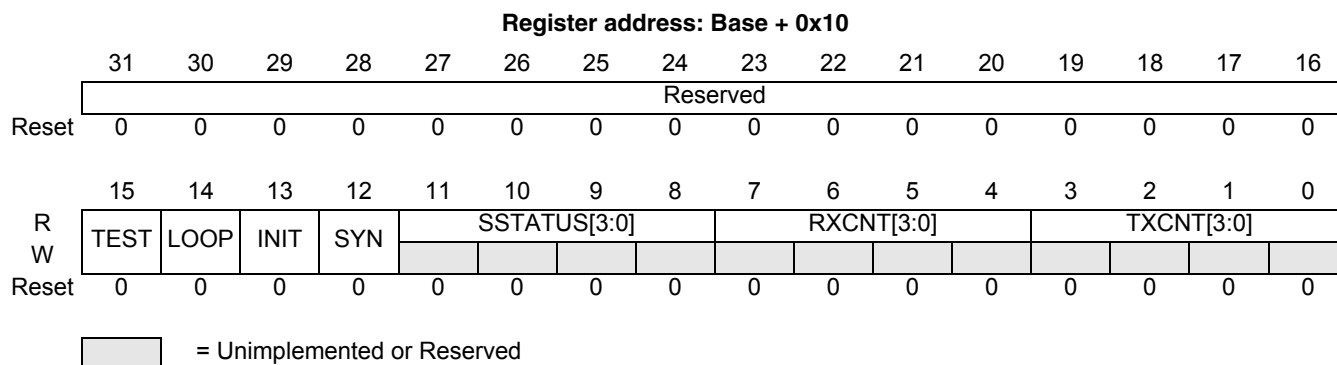 Register address: Base + 0x10
31 30 29 28 27 26 25 24 23 22 21 20 19 18 17 16
Reserved
Reset 0 0 0 0 0 0 0 0 0 0 0 0 0 0 0 0
15 14 13 12 11 10 9 8 7 6 5 4 3 2 1 0
R TEST LOOP INIT SYN SSTATUS[3:0] RXCNT[3:0] TXCNT[3:0]
W
Reset 0 0 0 0 0 0 0 0 0 0 0 0 0 0 0 0
= Unimplemented or Reserved